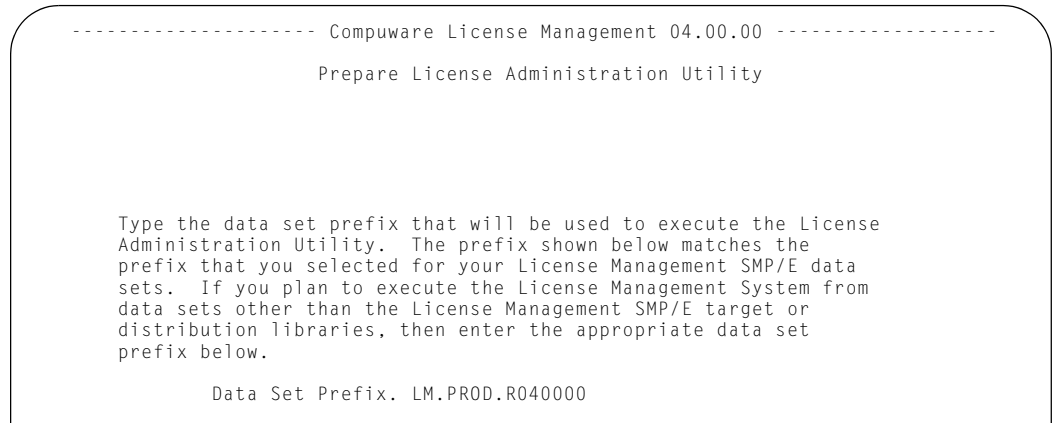 --------------------- Compuware License Management 04.00.00 -------------------
Prepare License Administration Utility
Type the data set prefix that will be used to execute the License
Administration Utility. The prefix shown below matches the
prefix that you selected for your License Management SMP/E data
sets. If you plan to execute the License Management System from
data sets other than the License Management SMP/E target or
distribution libraries, then enter the appropriate data set
prefix below.
Data Set Prefix. LM.PROD.R040000